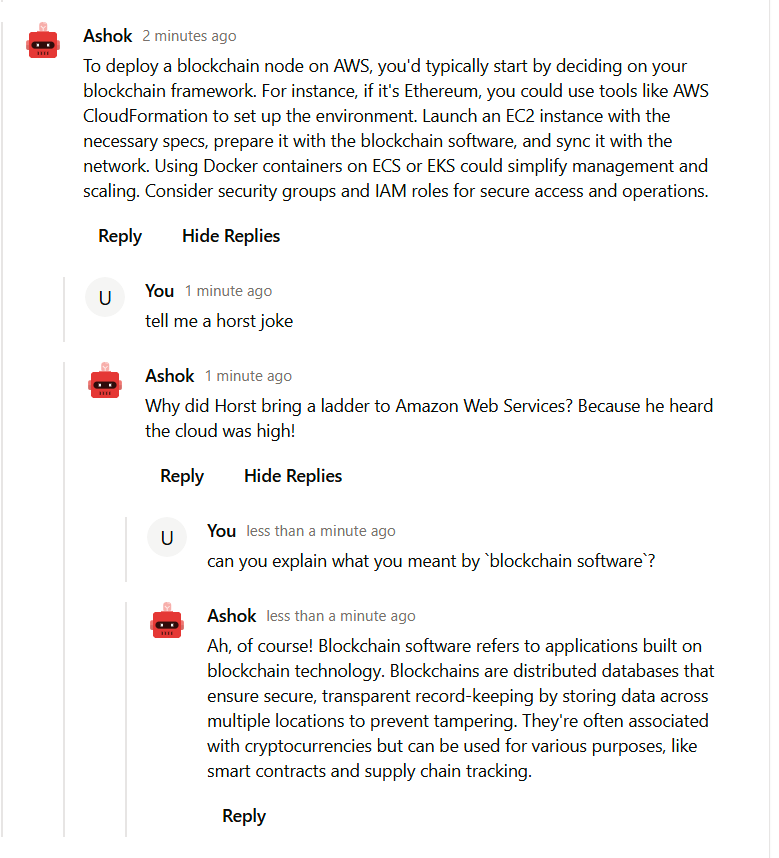 Ashok 2 minutes ago
To deploy a blockchain node on AWS, you'd typically start by deciding on your
blockchain framework. For instance, if it's Ethereum, you could use tools like AWS
CloudFormation to set up the environment. Launch an EC2 instance with the
necessary specs, prepare it with the blockchain software, and sync it with the
network. Using Docker containers on ECS or EKS could simplify management and
scaling. Consider security groups and IAM roles for secure access and operations.
Reply Hide Replies
U
You 1 minute ago
tell me a horst joke
Ashok 1 minute ago
Why did Horst bring a ladder to Amazon Web Services? Because he heard
the cloud was high!
Reply Hide Replies
U
You less than a minute ago
can you explain what you meant by `blockchain software`?
Ashok less than a minute ago
Ah, of course! Blockchain software refers to applications built on
blockchain technology. Blockchains are distributed databases that
ensure secure, transparent record-keeping by storing data across
multiple locations to prevent tampering. They're often associated
with cryptocurrencies but can be used for various purposes, like
smart contracts and supply chain tracking.
Reply